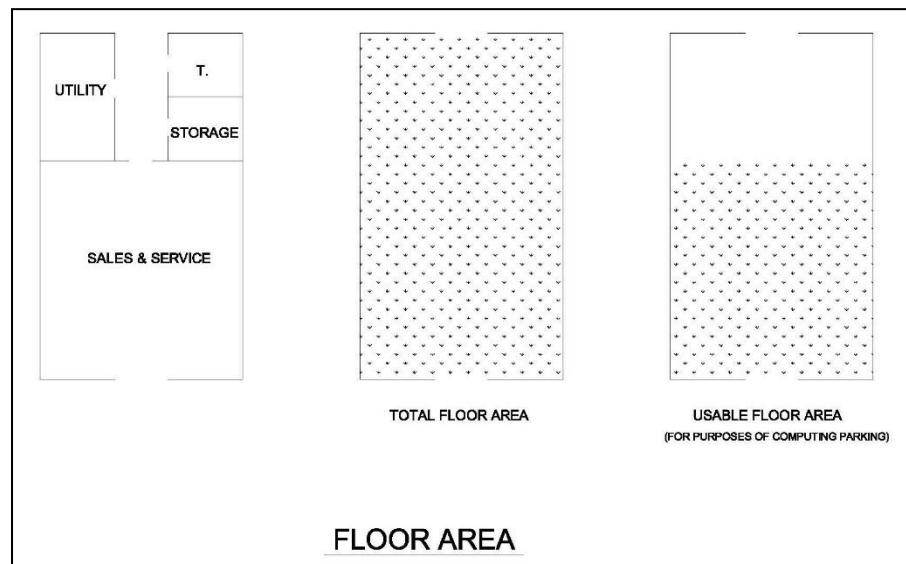 UTILITY
T.
STORAGE
SALES & SERVICE
TOTAL FLOOR AREA
USABLE FLOOR AREA
(FOR PURPOSES OF COMPUTING PARKING)
FLOOR AREA